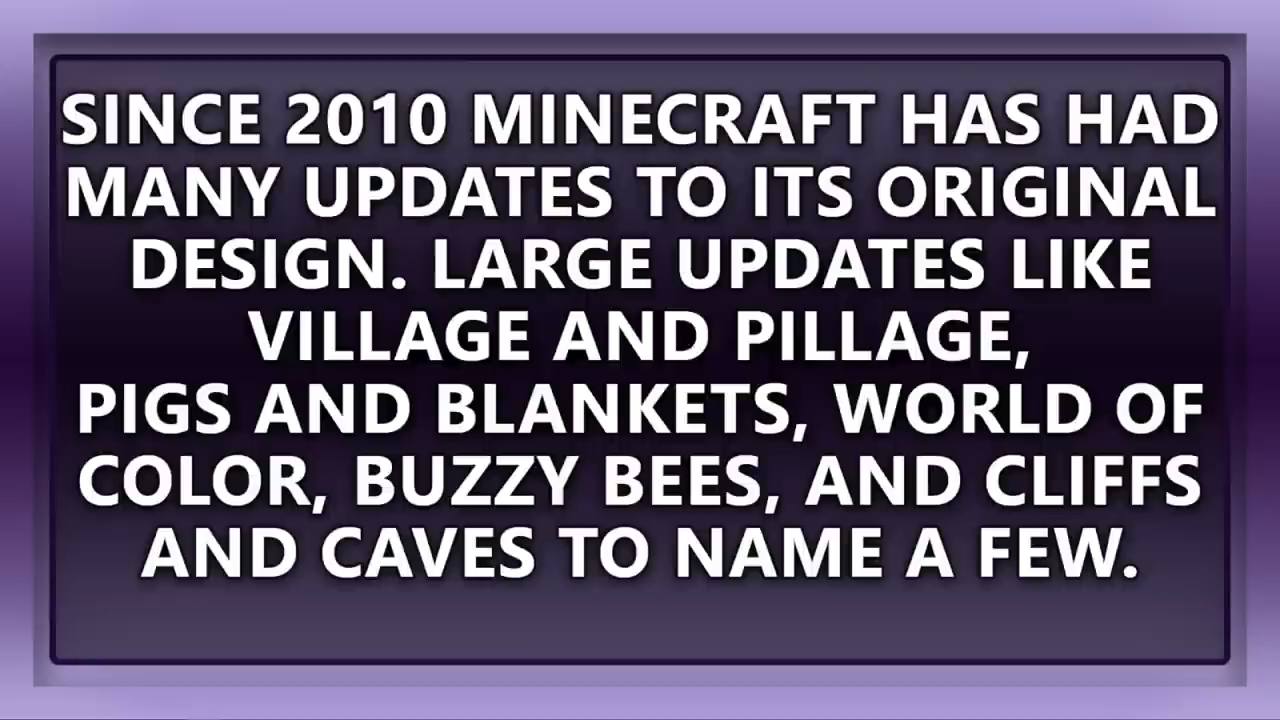 SINCE 2010 MINECRAFT HAS HAD
MANY UPDATES TO ITS ORIGINAL
DESIGN. LARGE UPDATES LIKE
VILLAGE AND PILLAGE,
PIGS AND BLANKETS, WORLD OF
COLOR, BUZZY BEES, AND CLIFFS
AND CAVES TO NAME A FEW.